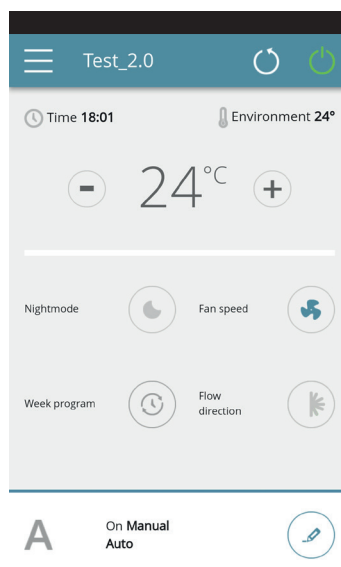 Test_2.0
Time 18:01 Environment 24°
- 24°C +
Nightmode Fan speed
Week program Flow
direction
A On Manual
Auto